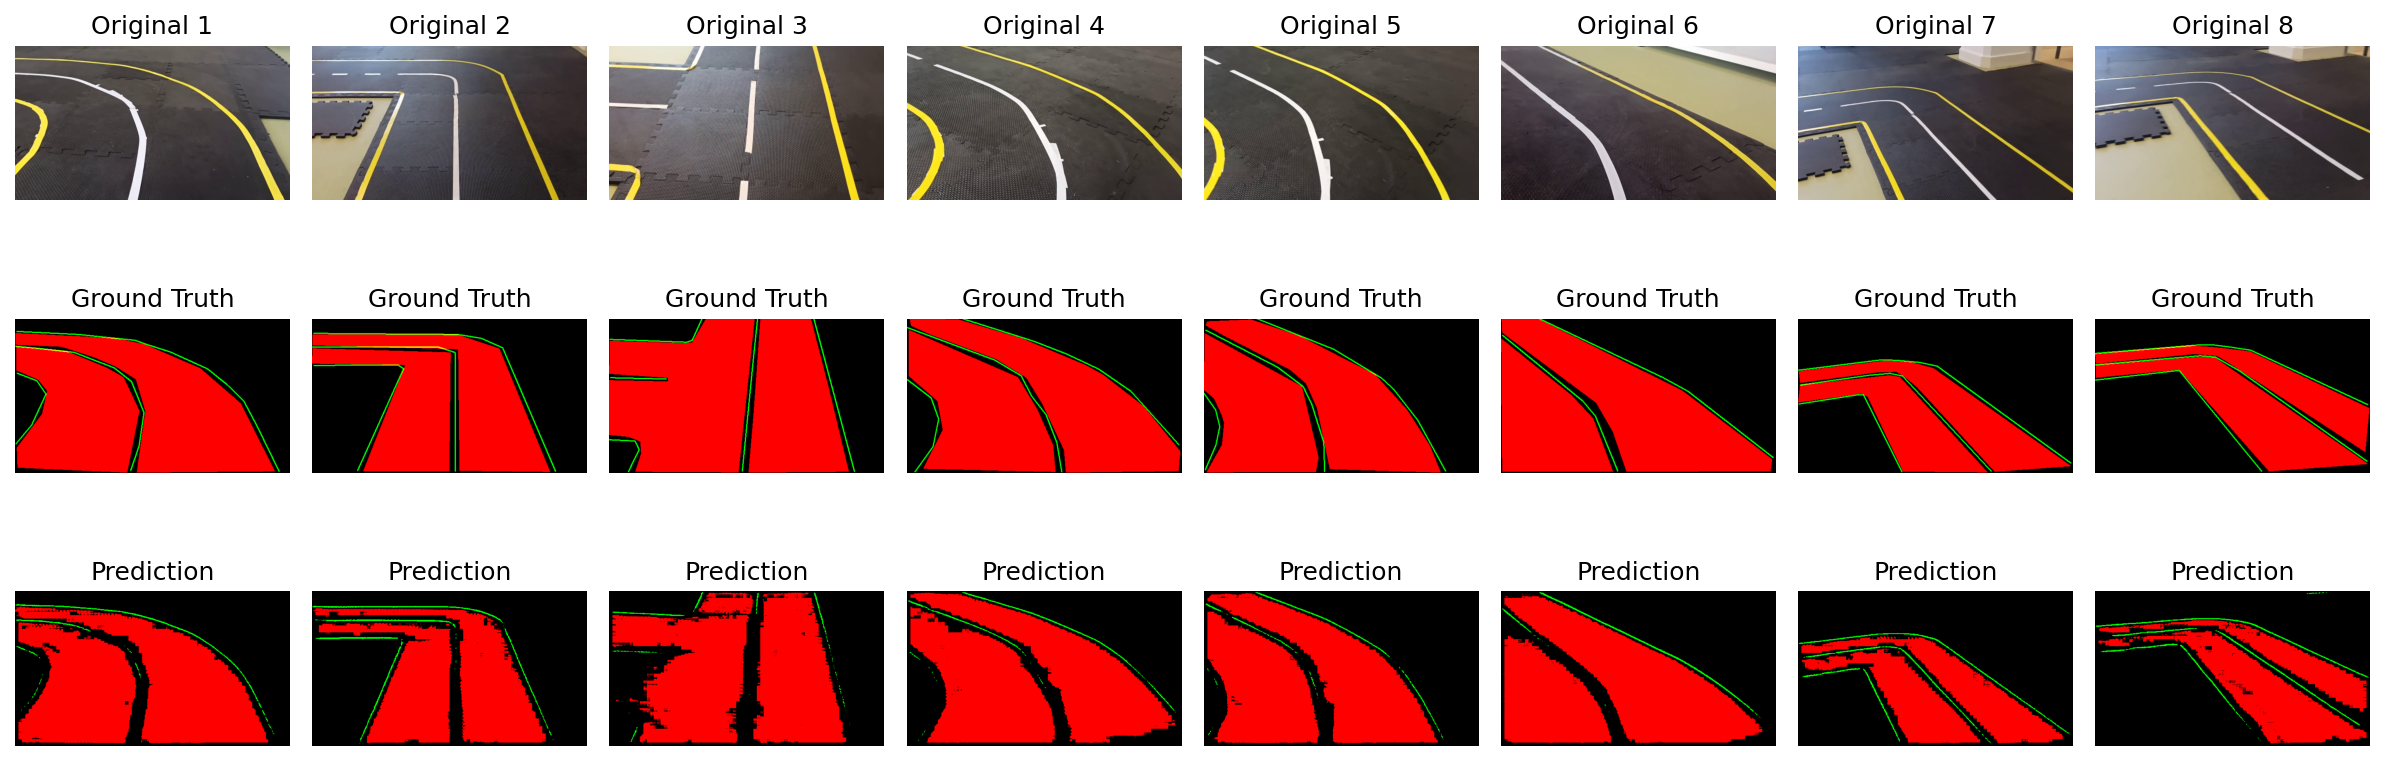 Original 1
Original 2
Original 3
Original 4
Original 5
Original 6
Original 7
Original 8
Ground Truth
Ground Truth
Ground Truth
Ground Truth
Ground Truth
Ground Truth
Ground Truth
Ground Truth
Prediction
Prediction
Prediction
Prediction
Prediction
Prediction
Prediction
Prediction